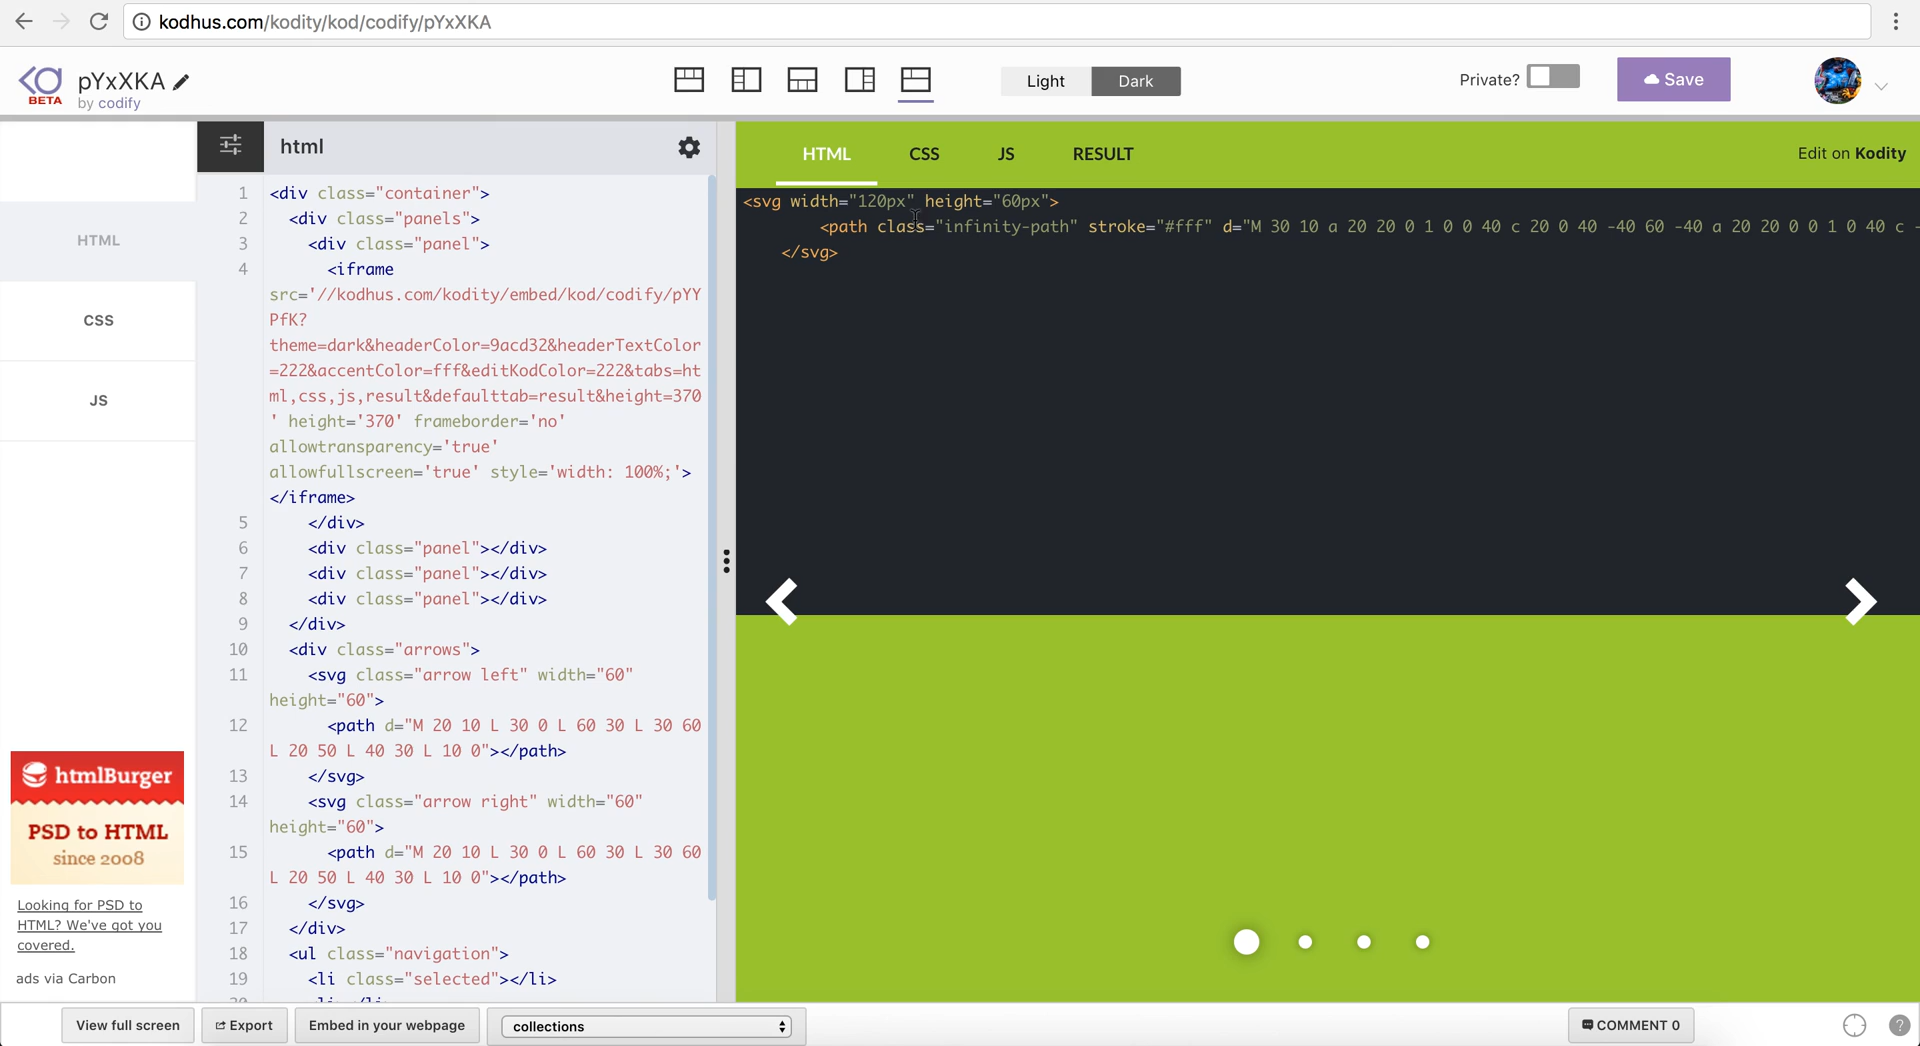 kodhus.com/kodity/kod/codify/pYxXKA
BETA
pYxXKA
by codify
Light
Dark
Private?
Save
html
HTML
CSS
JS
1 <div class="container">
2 <div class="panels">
3 <div class="panel">
4 <iframe
src='//kodhus.com/kodity/embed/kod/codify/pYY
PfK?
theme=dark&headerColor=9acd32&headerTextColor
=222&accentColor=fff&editKodColor=222&tabs=ht
ml,css,js,result&defaulttab=result&height=370
' height='370' frameborder='no'
allowtransparency='true'
allowfullscreen='true' style='width: 100%;'>
</iframe>
5 </div>
6 <div class="panel"></div>
7 <div class="panel"></div>
8 <div class="panel"></div>
9 </div>
10 <div class="arrows">
11 <svg class="arrow left" width="60"
height="60">
12 <path d="M 20 10 L 30 0 L 60 30 L 30 60
L 20 50 L 40 30 L 10 0"></path>
13 </svg>
14 <svg class="arrow right" width="60"
height="60">
15 <path d="M 20 10 L 30 0 L 60 30 L 30 60
L 20 50 L 40 30 L 10 0"></path>
16 </svg>
17 </div>
18 <ul class="navigation">
19 <li class="selected"></li>
HTML CSS JS RESULT
Edit on Kodity
<svg width="120px" height="60px">
<path class="infinity-path" stroke="#fff" d="M 30 10 a 20 20 0 1 0 0 40 c 20 0 40 -40 60 -40 a 20 20 0 0 1 0 40 c -
</svg>
htmlBurger
PSD to HTML
since 2008
Looking for PSD to
HTML? We've got you
covered.
ads via Carbon
View full screen
Export
Embed in your webpage
collections
COMMENT 0
?